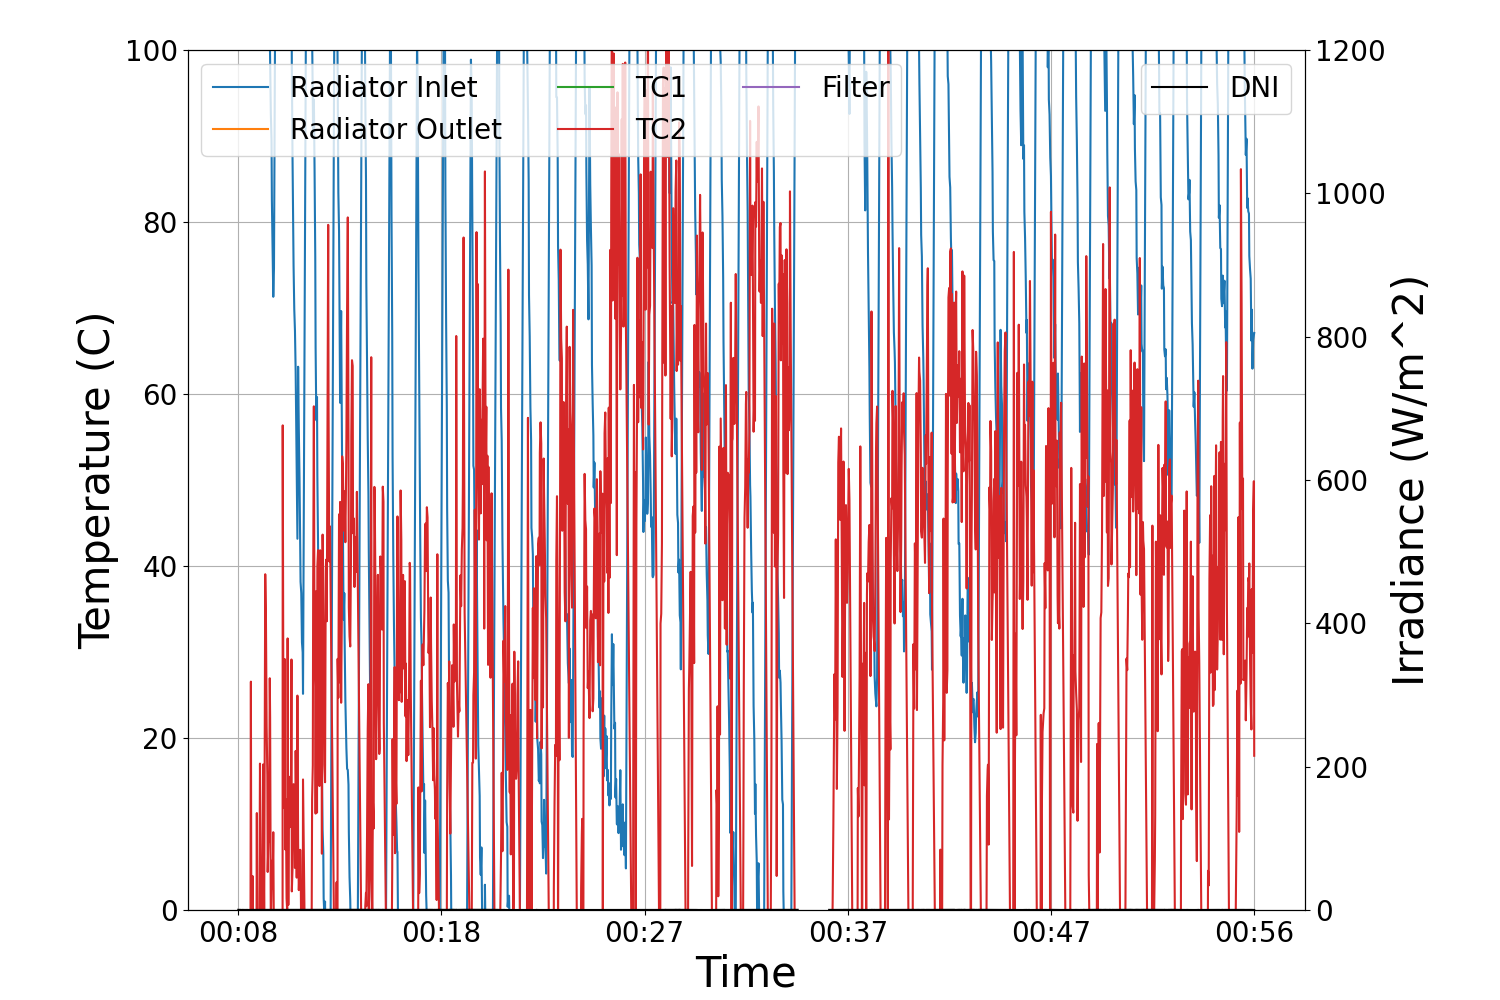 100
80
60
40
20
0
Temperature (C)
Radiator Inlet
Radiator Outlet
TC1
TC2
Filter
DNI
1200
1000
800
600
400
200
0
Irradiance (W/m^2)
00:08
00:18
00:27
00:37
00:47
00:56
Time